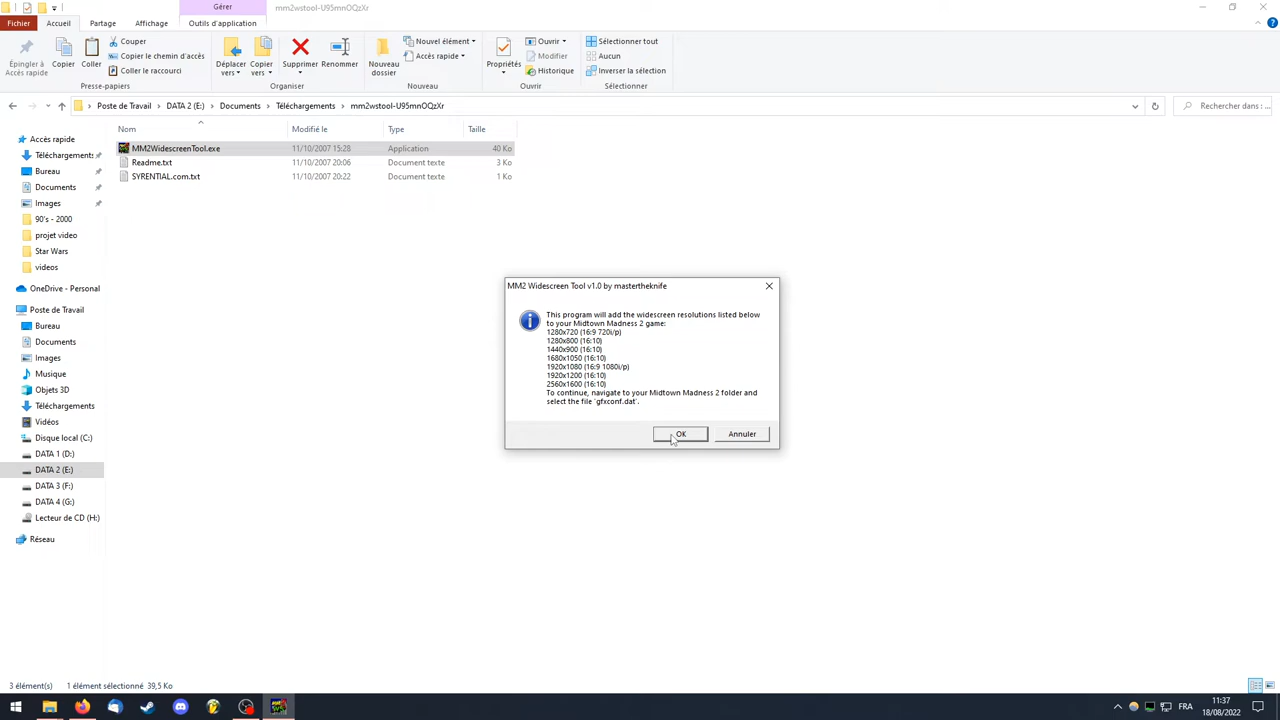 Gérer
mm2wstool-U95mnOQzXr
Fichier
Accueil
Partage
Affichage
Outils d'application
Épingler à
Accès rapide
Copier
Coller
Couper
Copier le chemin d'accès
Coller le raccourci
Presse-papiers
Déplacer
vers
Copier
vers
Supprimer
Renommer
Organiser
Nouveau
dossier
Nouvel élément
Accès rapide
Nouveau
Propriétés
Ouvrir
Modifier
Historique
Ouvrir
Sélectionner tout
Aucun
Inverser la sélection
Sélectionner
Poste de Travail
DATA 2 (E:)
Documents
Téléchargements
mm2wstool-U95mnOQzXr
Rechercher dans : ...
Nom
Modifié le
Type
Taille
MM2WidescreenTool.exe 11/10/2007 15:28 Application 40 Ko
Readme.txt 11/10/2007 20:06 Document texte 3 Ko
SYRENTIAL.com.txt 11/10/2007 20:22 Document texte 1 Ko
Accès rapide
Téléchargements
Bureau
Documents
Images
90's - 2000
projet video
Star Wars
videos
OneDrive - Personal
Poste de Travail
Bureau
Documents
Images
Musique
Objets 3D
Téléchargements
Vidéos
Disque local (C:)
DATA 1 (D:)
DATA 2 (E:)
DATA 3 (F:)
DATA 4 (G:)
Lecteur de CD (H:)
Réseau
MM2 Widescreen Tool v1.0 by mastertheknife
This program will add the widescreen resolutions listed below
to your Midtown Madness 2 game:
1280x720 (16:9 720i/p)
1280x800 (16:10)
1440x900 (16:10)
1680x1050 (16:10)
1920x1080 (16:9 1080i/p)
1920x1200 (16:10)
2560x1600 (16:10)
To continue, navigate to your Midtown Madness 2 folder and
select the file `gfxconf.dat'.
OK
Annuler
3 élément(s)
1 élément sélectionné 39,5 Ko
FRA
11:37
18/08/2022